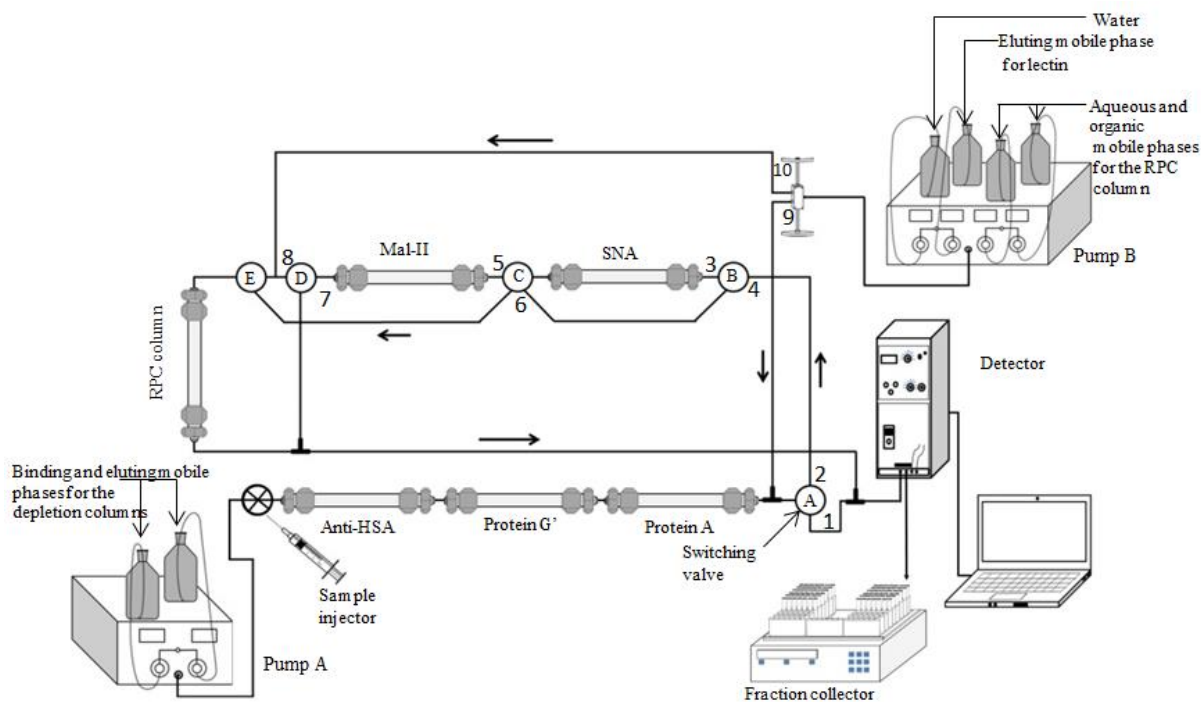 Water
Eluting mobile phase
for lectin
Aqueous and
organic
mobile phases
for the RPC
column
Pump B
10
9
Mal-II
SNA
8
E
D
7
5
C
6
3
B
4
RPC column
Detector
2
A
1
Binding and eluting mobile
phases for the
depletion columns
Anti-HSA
Protein G’
Protein A
Switching
valve
Sample
injector
Pump A
Fraction collector